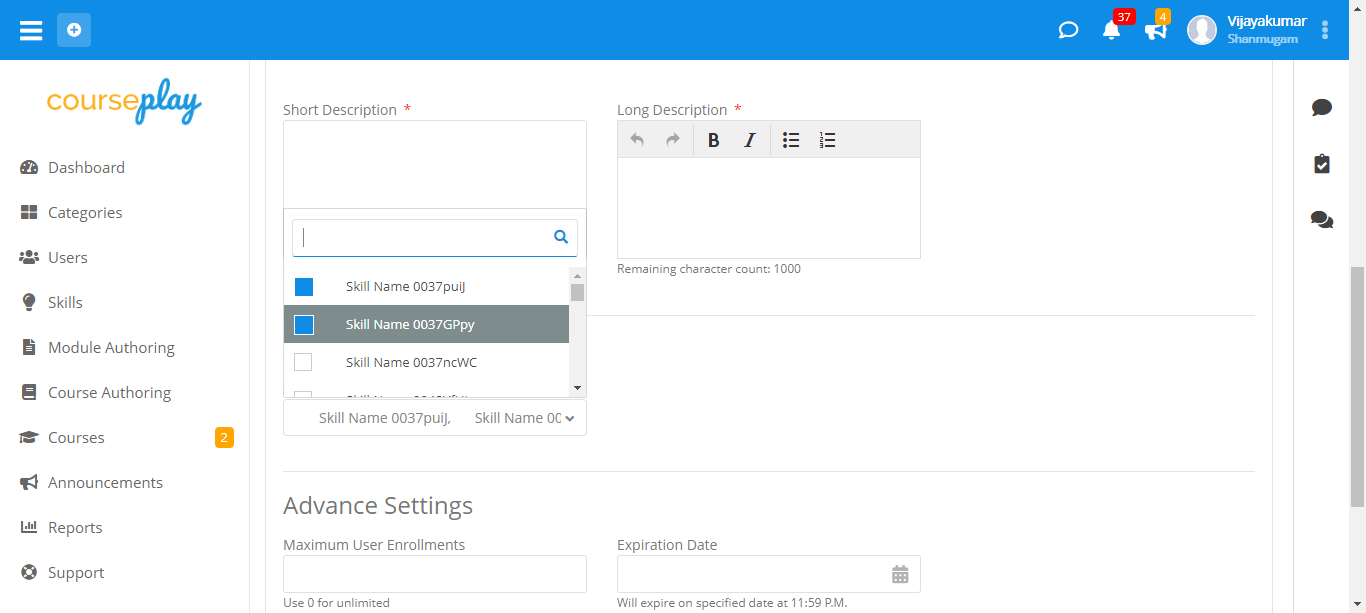 37
4
Vijayakumar
Shanmugam
courseplay
Dashboard
Categories
Users
Skills
Module Authoring
Course Authoring
Courses 2
Announcements
Reports
Support
Short Description *
Long Description *
B I
Remaining character count: 1000
Skill Name 0037puiJ
Skill Name 0037GPpy
Skill Name 0037ncWC
Skill Name 0037puiJ, Skill Name 00
Advance Settings
Maximum User Enrollments
Expiration Date
Use 0 for unlimited
Will expire on specified date at 11:59 P.M.